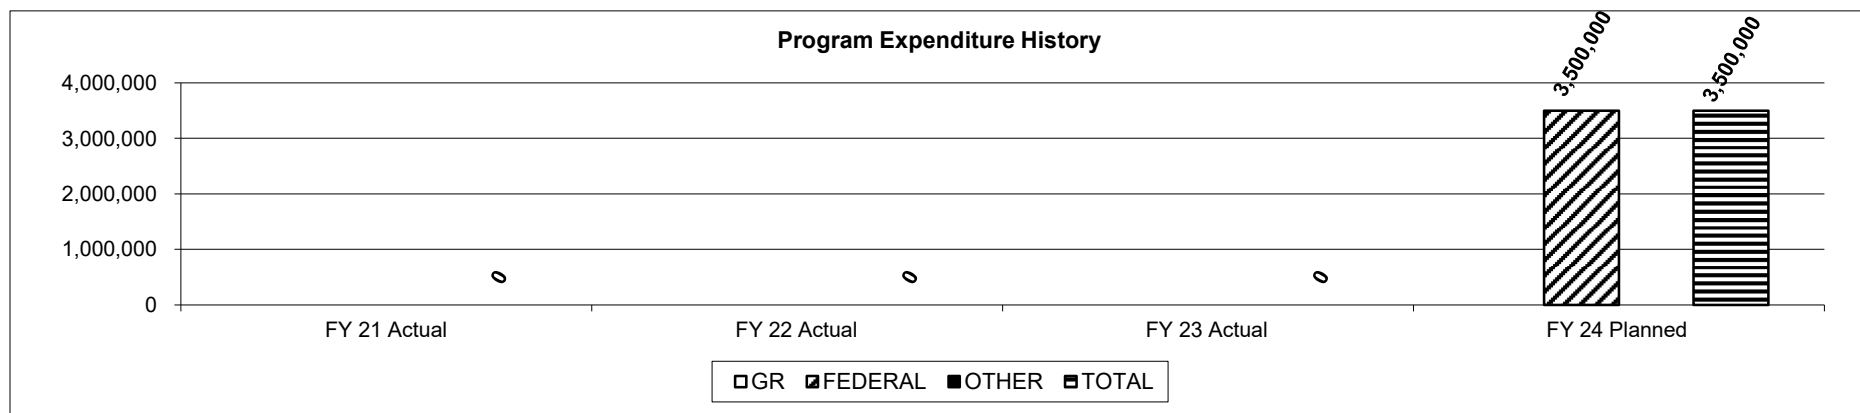 Program Expenditure History
3,500,000
3,500,000
4,000,000
3,000,000
2,000,000
1,000,000
0
0
0
0
FY 21 Actual
FY 22 Actual
FY 23 Actual
FY 24 Planned
GR FEDERAL OTHER TOTAL